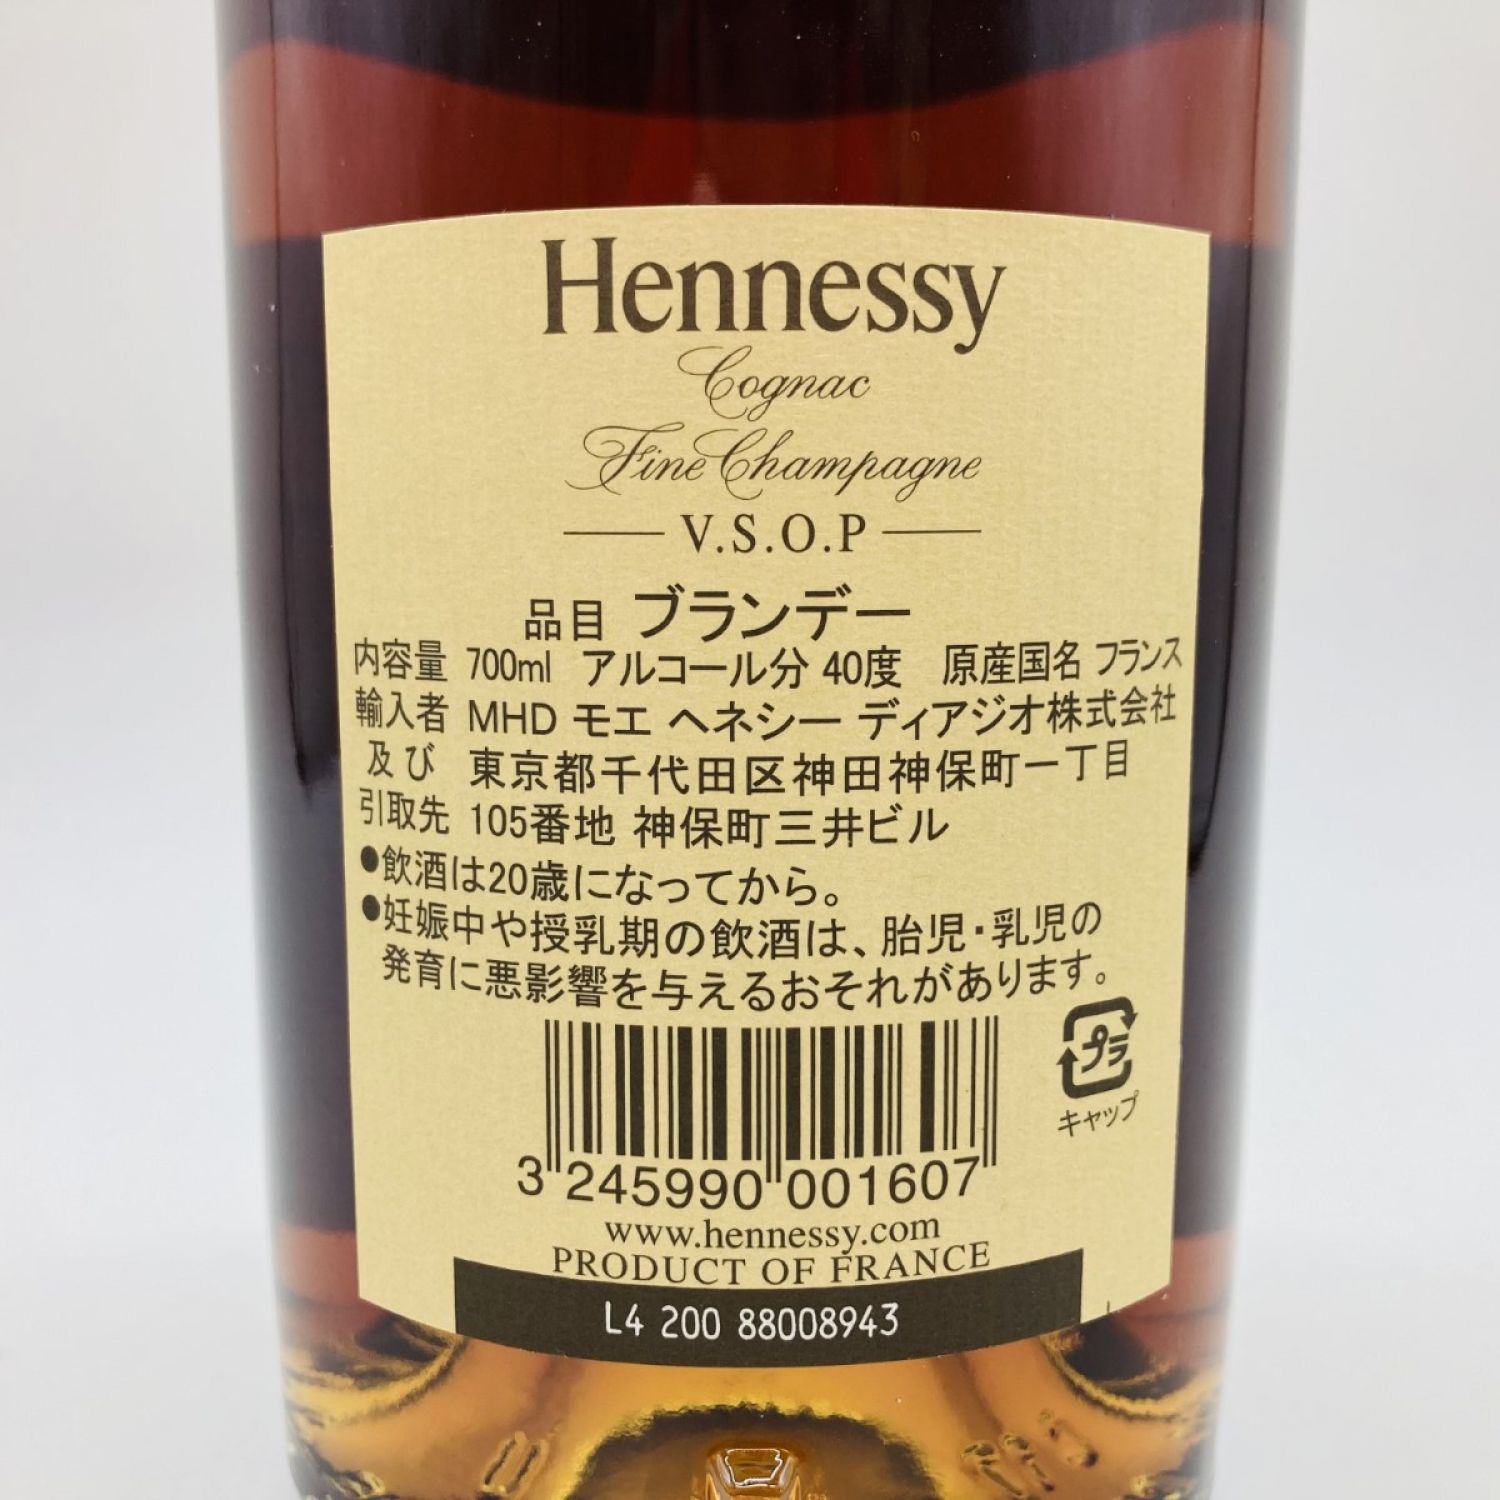 Hennessy
Cognac
Fine Champagne
V.S.O.P
品目 ブランデー
内容量 700ml アルコール分 40度 原産国名 フランス
輸入者 MHD モエ ヘネシー ディアジオ株式会社
及び 東京都千代田区神田神保町一丁目
引取先 105番地 神保町三井ビル
●飲酒は20歳になってから。
●妊娠中や授乳期の飲酒は、胎児・乳児の
発育に悪影響を与えるおそれがあります。
プラ
キャップ
3 245990 001607
www.hennessy.com
PRODUCT OF FRANCE
L4 200 88008943